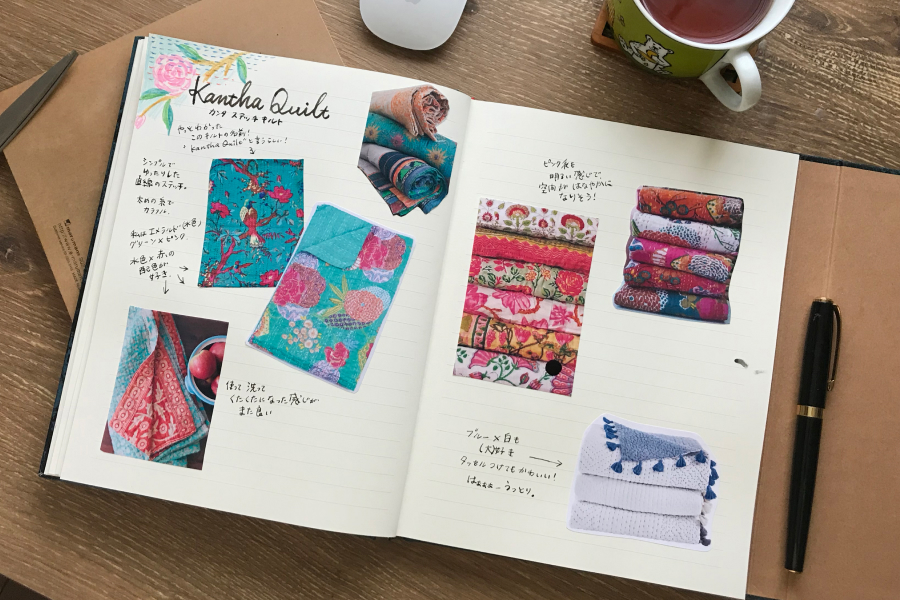 Kantha Quilt
カンタ ステッチ キルト
やっとわかった
このキルトの名前!
"Kantha Quilt" と言うらしい!
シンプルで
ゆったりした
直線のステッチ。
太めの糸で
カラフル。
私はエメラルド(水色)
グリーン×ピンク.
水色×赤の
配色が
好き.
使って 洗って
くたくたになった感じが
また良い
ピンク系も
明るい感じで、
空間がはなやかに
なりそう!
ブルー×白も
大好き
タッセルつけてもかわいい!
はぁぁぁ〜うっとり。